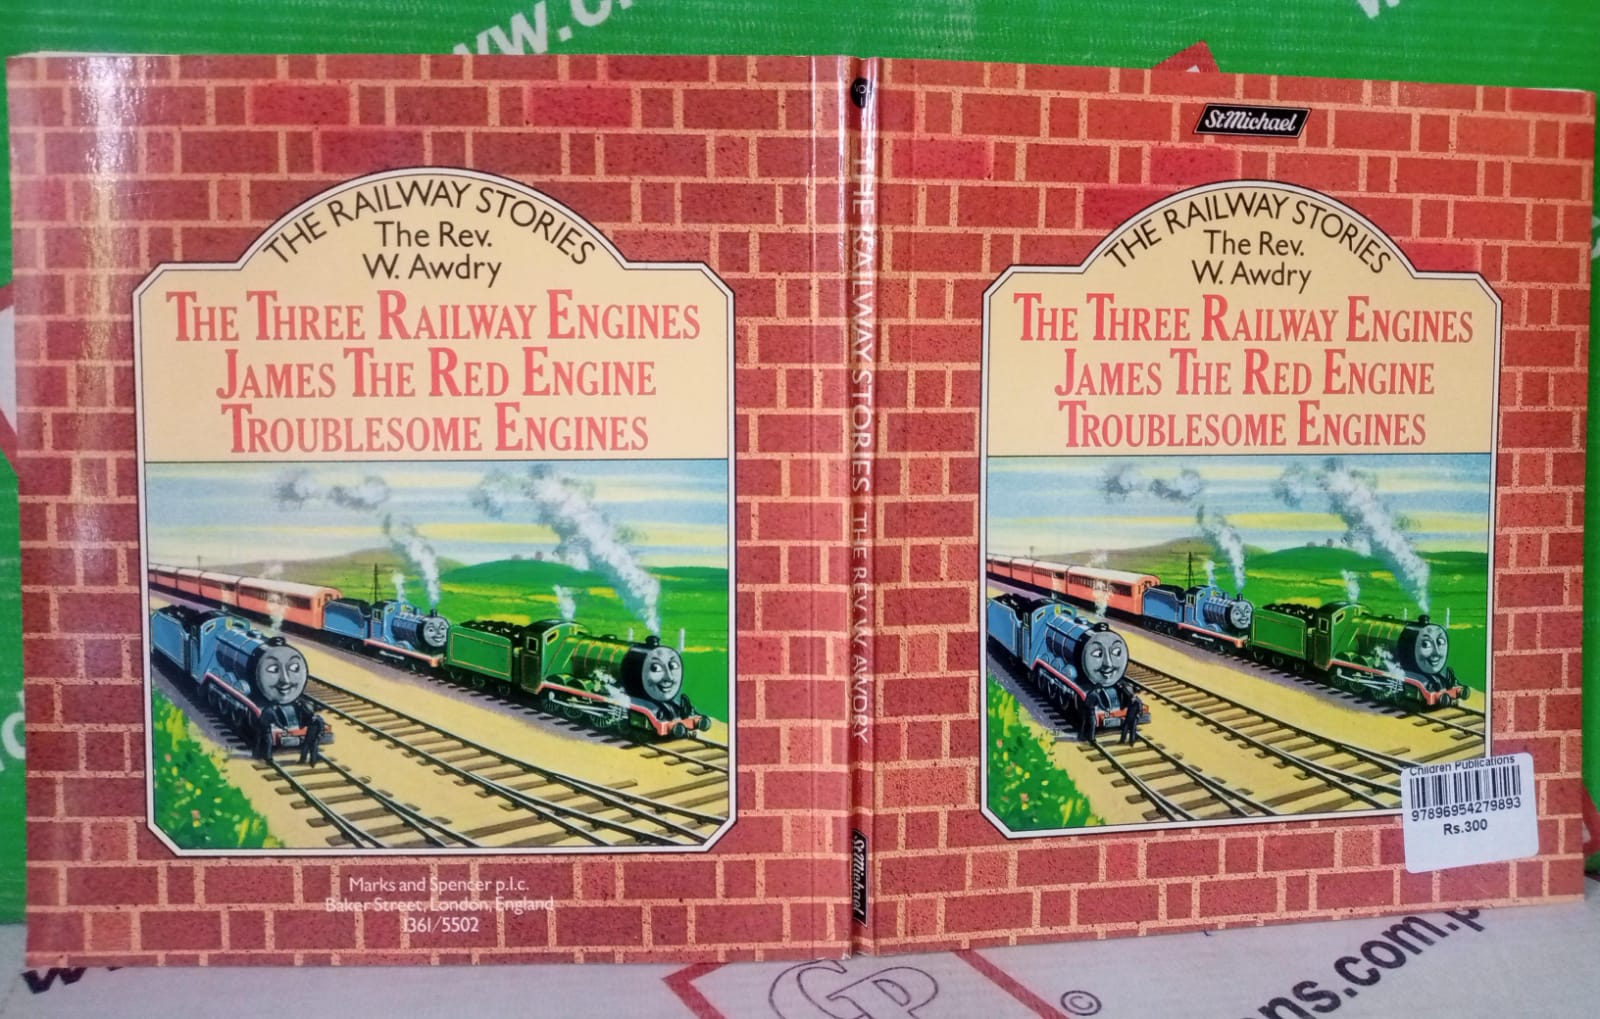 THE RAILWAY STORIES
The Rev.
W. Awdry
THE THREE RAILWAY ENGINES
JAMES THE RED ENGINE
TROUBLESOME ENGINES
Marks and Spencer p.l.c.
Baker Street, London, England
1361/5502
THE RAILWAY STORIES THE REV. W. AWDRY
St Michael
St Michael
THE RAILWAY STORIES
The Rev.
W. Awdry
THE THREE RAILWAY ENGINES
JAMES THE RED ENGINE
TROUBLESOME ENGINES
Children Publications
97896954279893
Rs.300